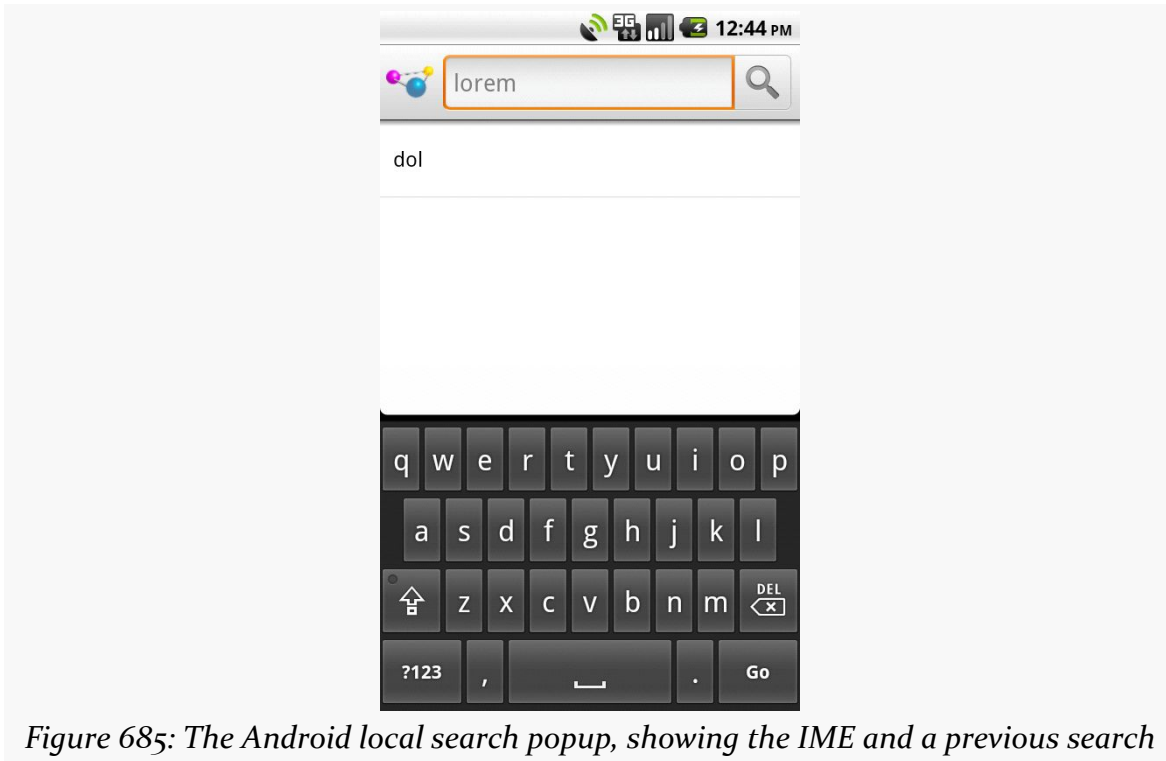 3G 12:44 PM
lorem
dol
q w e r t y u i o p
a s d f g h j k l
z x c v b n m DEL
?123 , . Go
Figure 685: The Android local search popup, showing the IME and a previous search